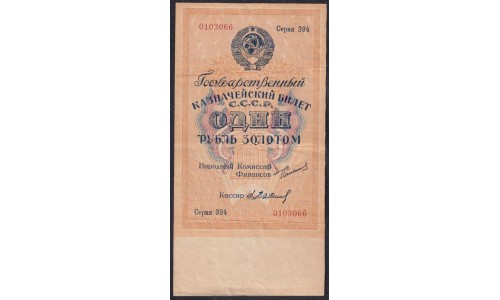 0103066 Серия 394
Государственный
КАЗНАЧЕЙСКИЙ БИЛЕТ
С.С.С.Р.
ОДИН
РУБЛЬ ЗОЛОТОМ
Народный Комиссар
Финансов
Кассир
Серия 394 0103066